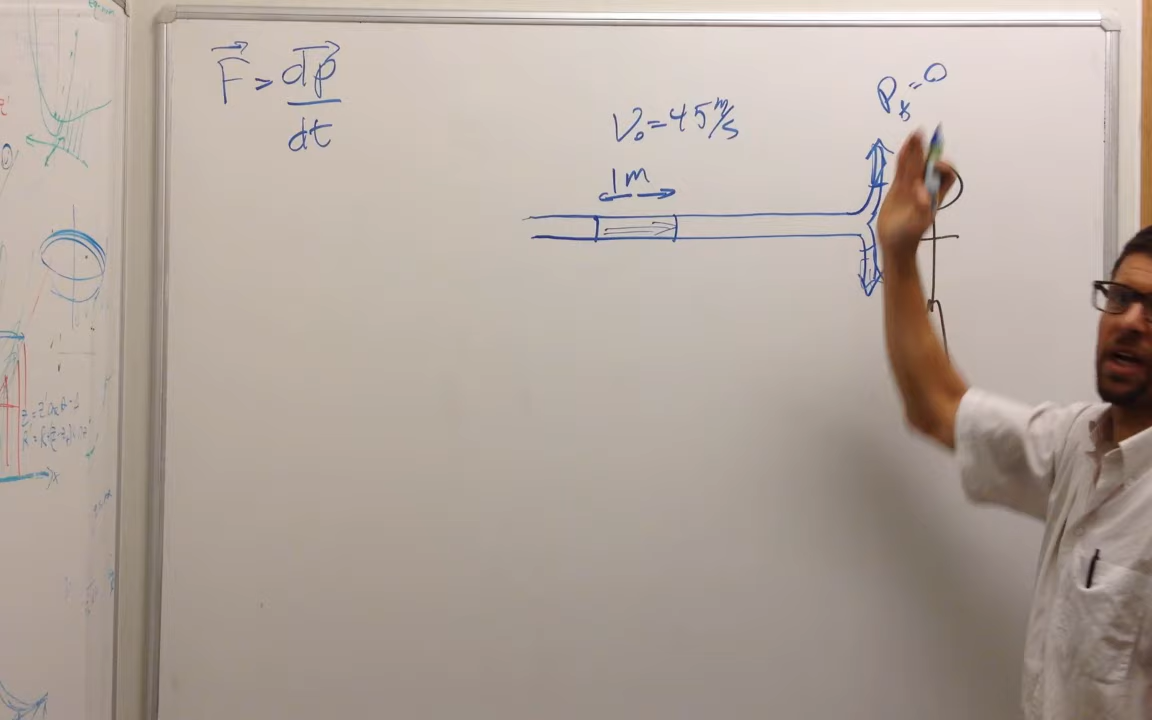 F = dp/dt
V₀ = 45 m/s
1m
Pₓ = 0